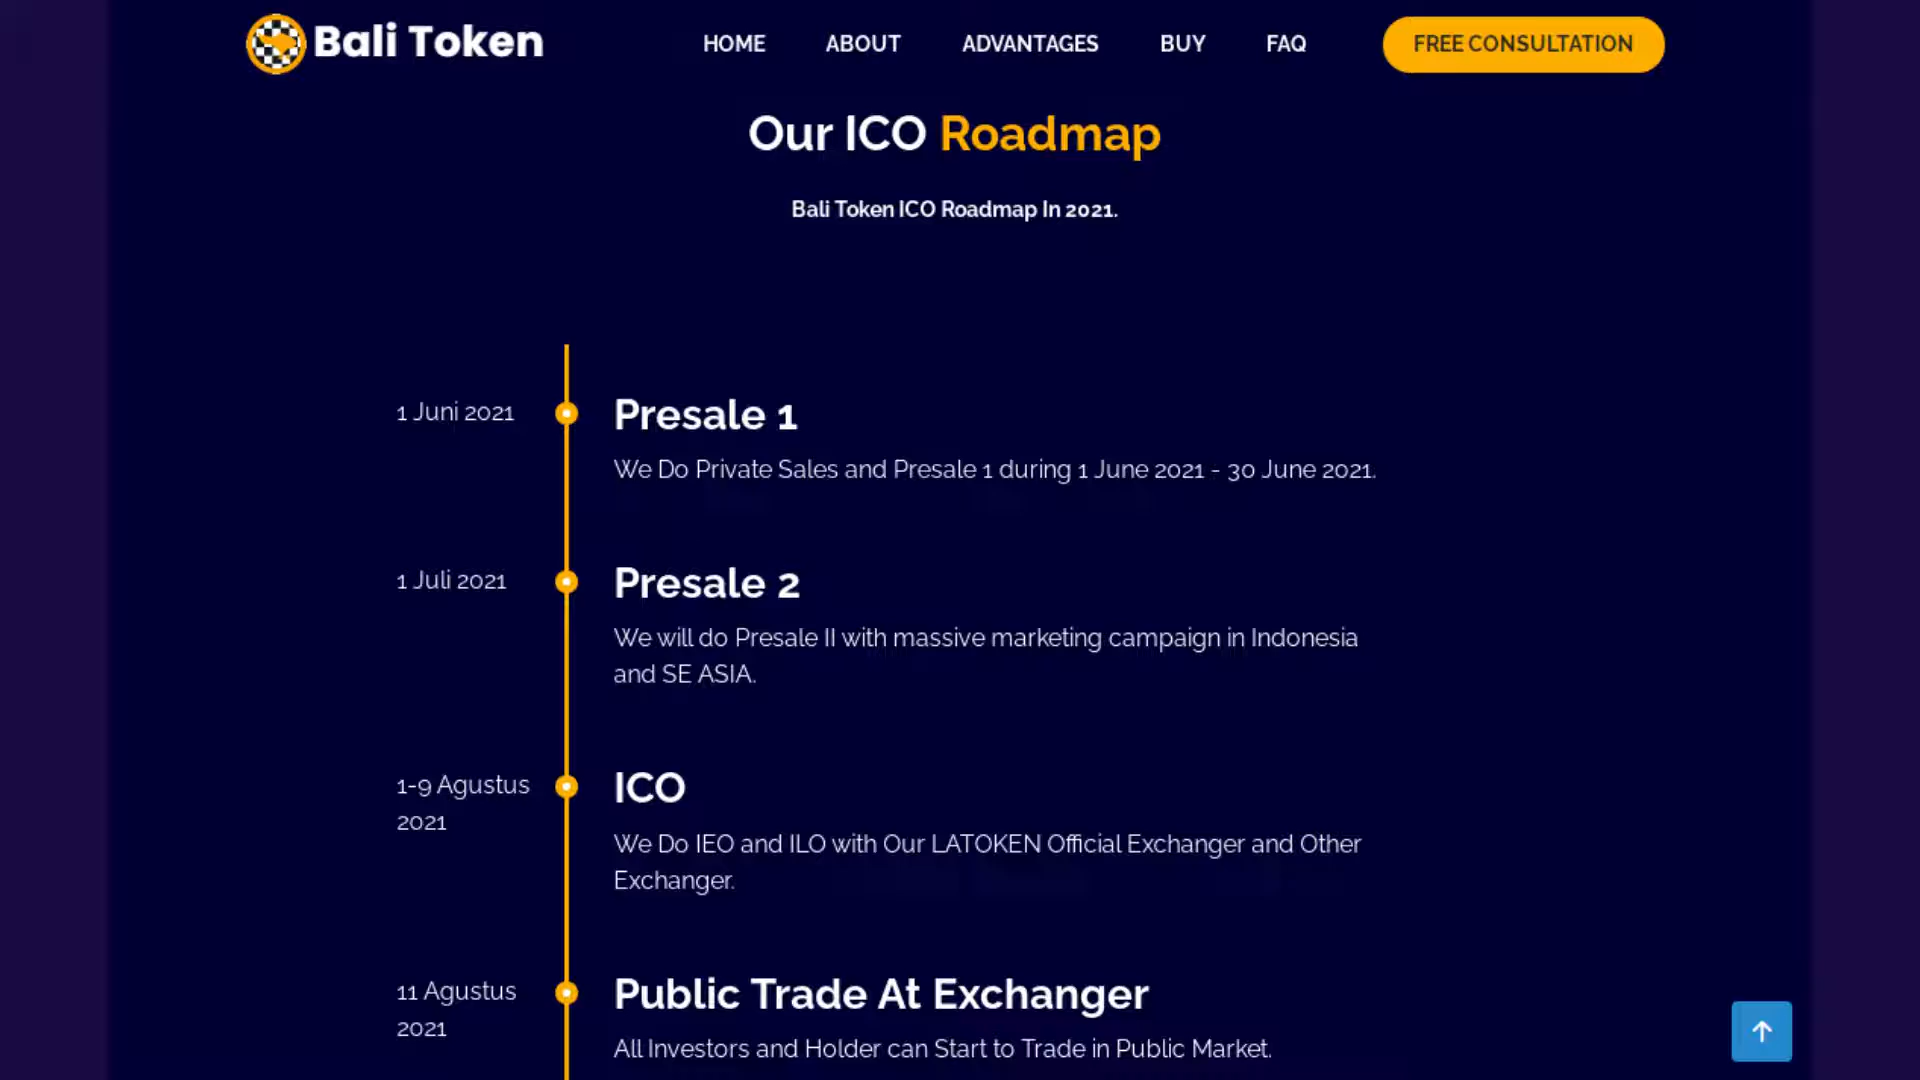 Bali Token
HOME ABOUT ADVANTAGES BUY FAQ FREE CONSULTATION
Our ICO Roadmap
Bali Token ICO Roadmap In 2021.
1 Juni 2021
Presale 1
We Do Private Sales and Presale 1 during 1 June 2021 - 30 June 2021.
1 Juli 2021
Presale 2
We will do Presale II with massive marketing campaign in Indonesia
and SE ASIA.
1-9 Agustus
2021
ICO
We Do IEO and ILO with Our LATOKEN Official Exchanger and Other
Exchanger.
11 Agustus
2021
Public Trade At Exchanger
All Investors and Holder can Start to Trade in Public Market.